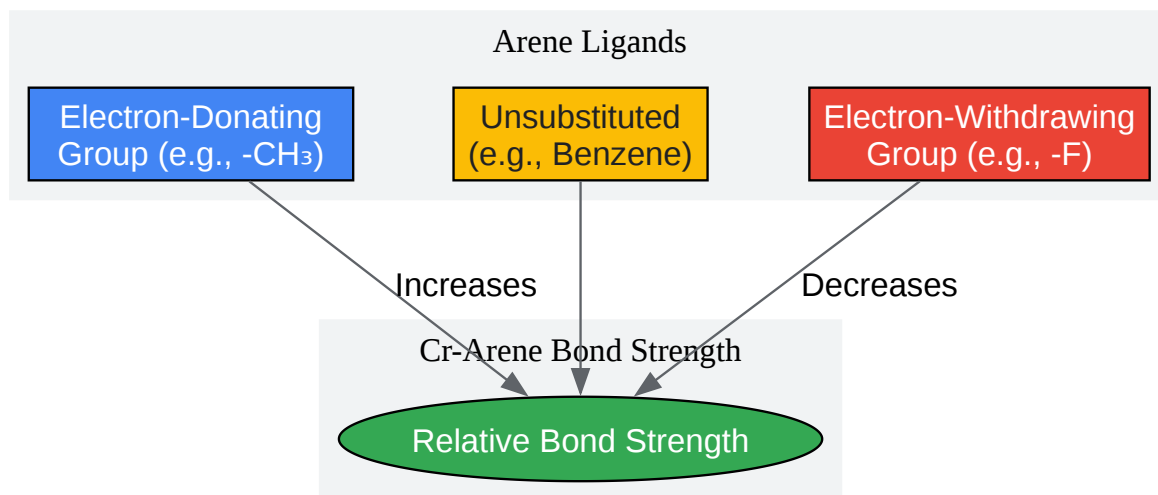 Arene Ligands
Electron-Donating
Group (e.g., -CH₃)
Unsubstituted
(e.g., Benzene)
Electron-Withdrawing
Group (e.g., -F)
Increases
Decreases
Cr-Arene Bond Strength
Relative Bond Strength